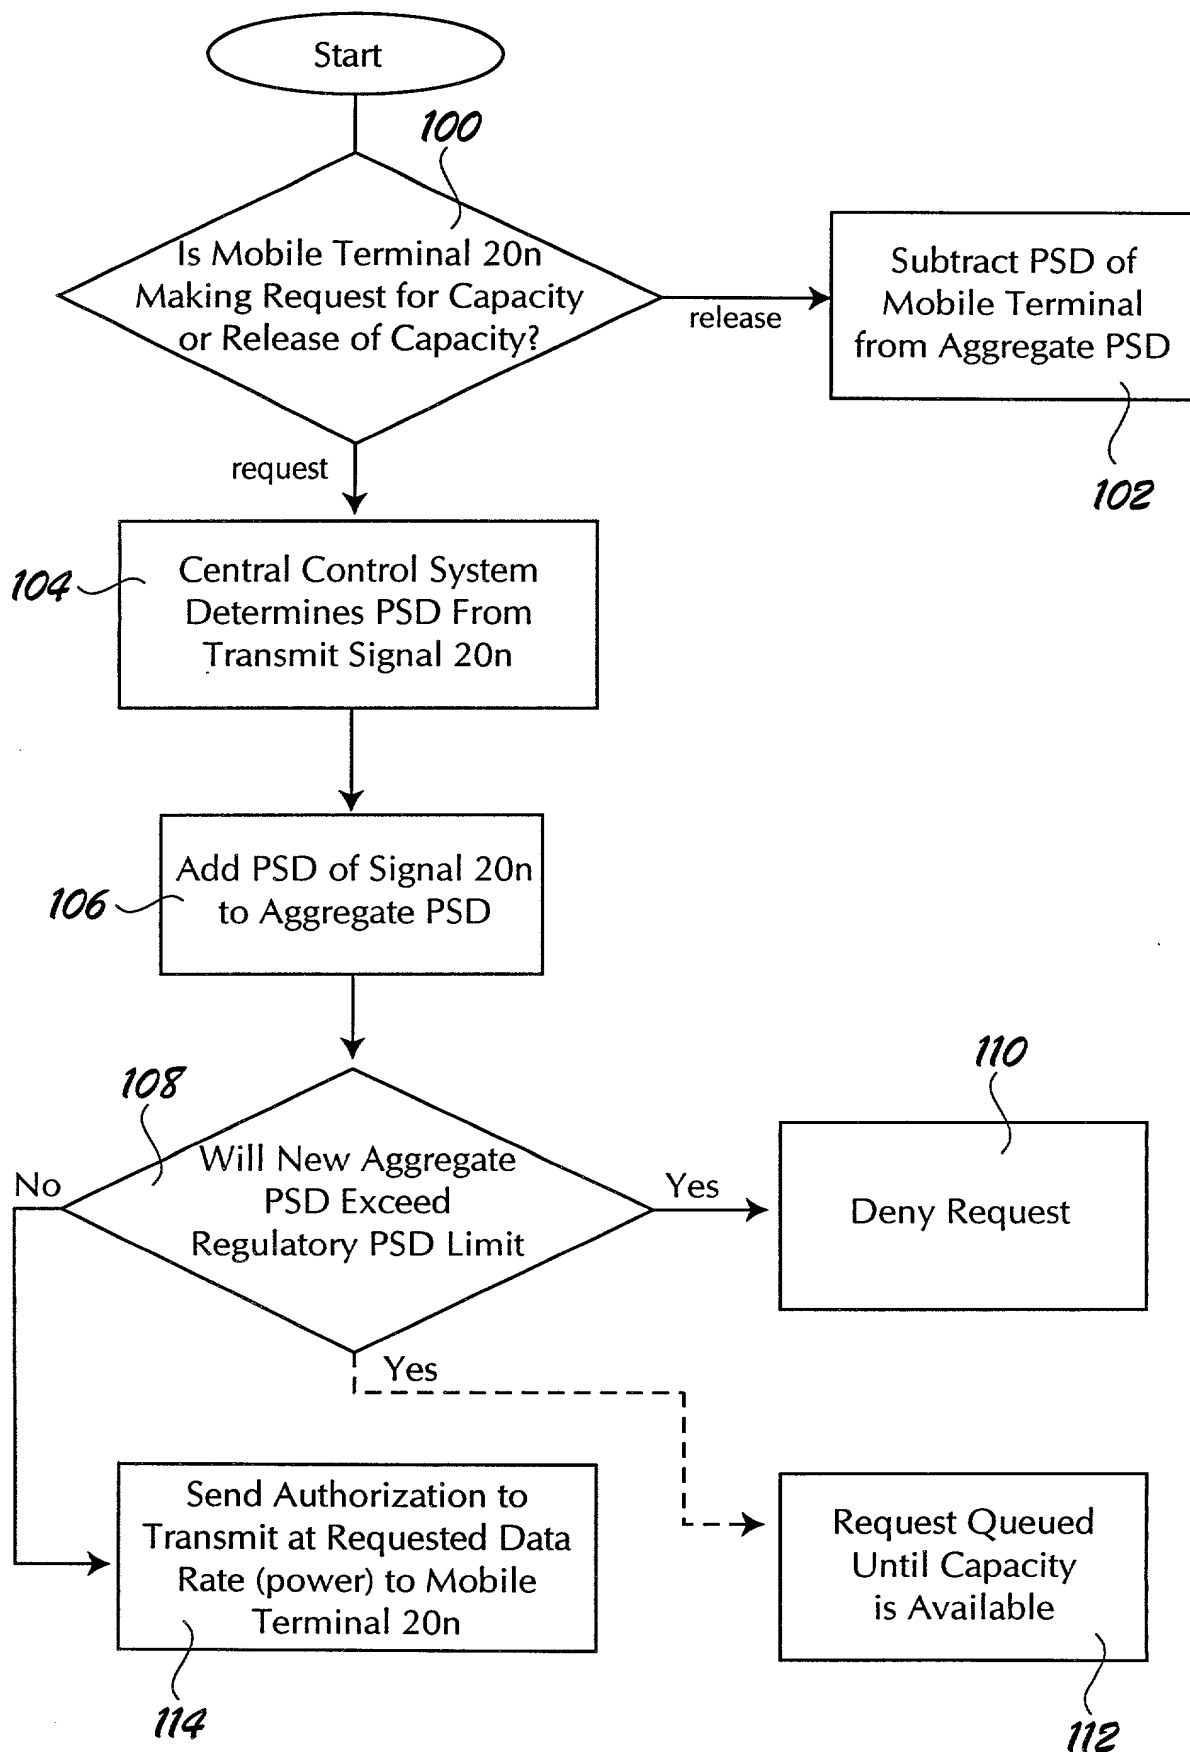 Start
100
Is Mobile Terminal 20n
Making Request for Capacity
or Release of Capacity?
release
Subtract PSD of
Mobile Terminal
from Aggregate PSD
102
request
104
Central Control System
Determines PSD From
Transmit Signal 20n
106
Add PSD of Signal 20n
to Aggregate PSD
108
Will New Aggregate
PSD Exceed
Regulatory PSD Limit
No
Yes
110
Deny Request
Yes
Send Authorization to
Transmit at Requested Data
Rate (power) to Mobile
Terminal 20n
114
Request Queued
Until Capacity
is Available
112